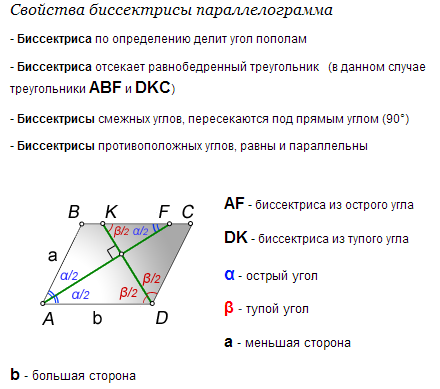 Свойства биссектрисы параллелограмма
- Биссектриса по определению делит угол пополам
- Биссектриса отсекает равнобедренный треугольник (в данном случае
треугольники ABF и DKC)
- Биссектрисы смежных углов, пересекаются под прямым углом (90°)
- Биссектрисы противоположных углов, равны и параллельны
B K F C
β/2 α/2
a
α/2 β/2
α/2 β/2
A b D
AF - биссектриса из острого угла
DK - биссектриса из тупого угла
α - острый угол
β - тупой угол
a - меньшая сторона
b - большая сторона